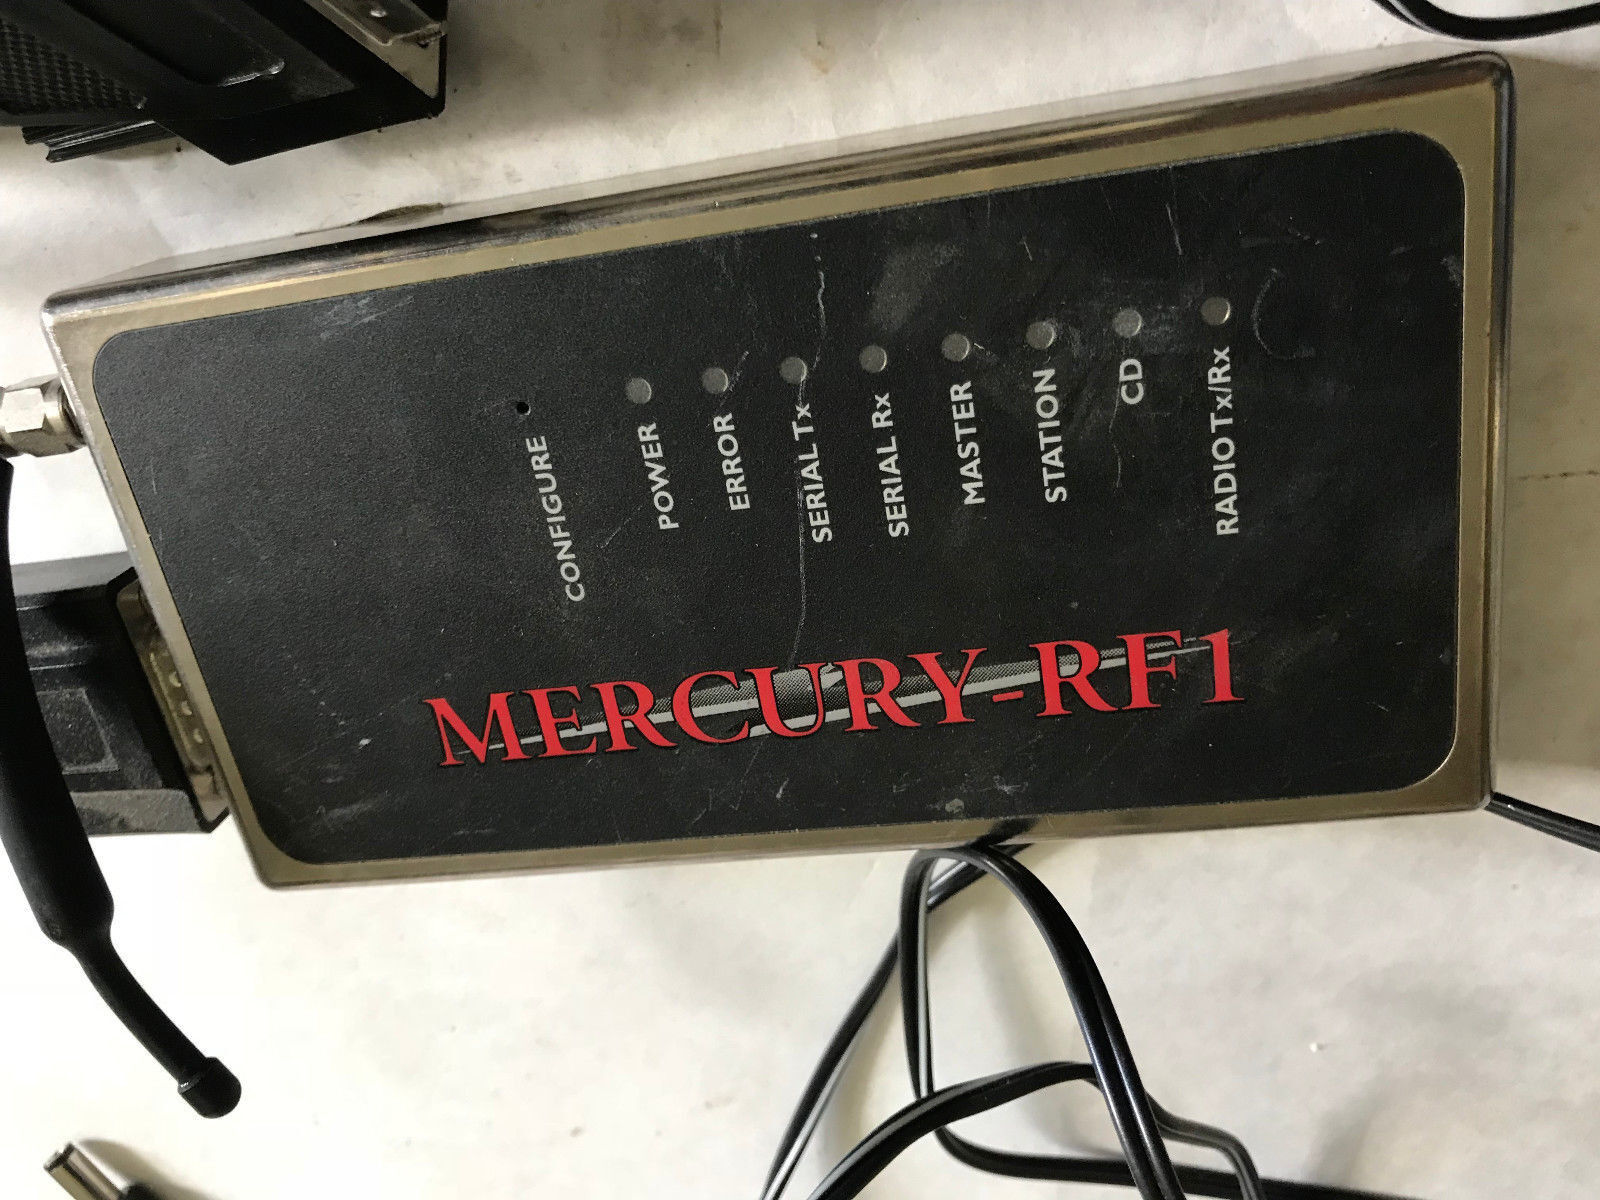 CONFIGURE
POWER
ERROR
SERIAL Tx
SERIAL Rx
MASTER
STATION
CD
RADIO Tx/Rx
MERCURY-RF1